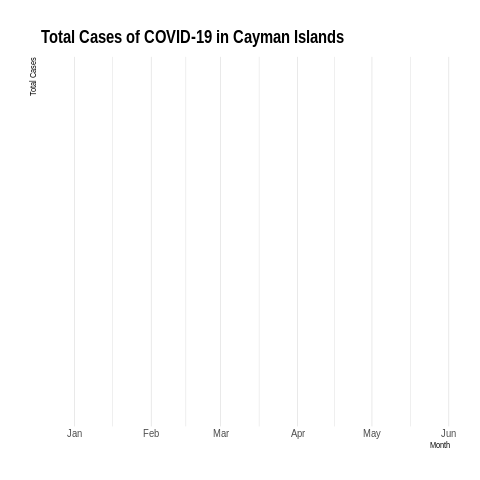 Total Cases of COVID-19 in Cayman Islands
Total Cases
Jan Feb Mar Apr May Jun
Month